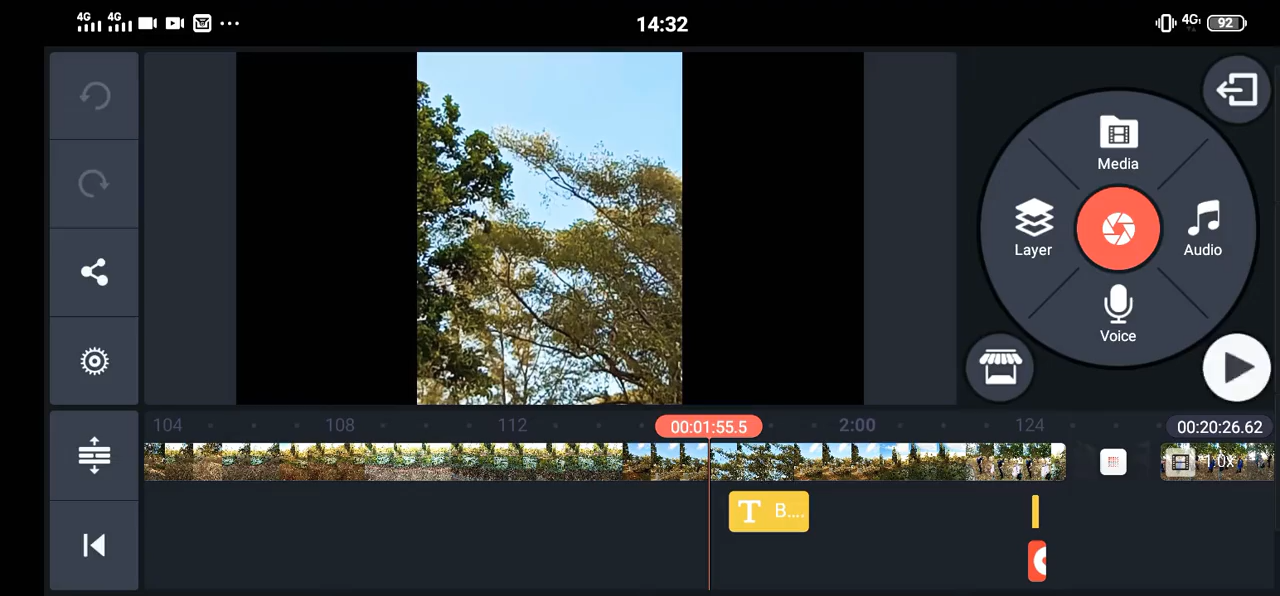 4G 4G
14:32
4G
92
Media
Layer
Audio
Voice
104
108
112
00:01:55.5
2:00
124
00:20:26.62
1.0x
T B....